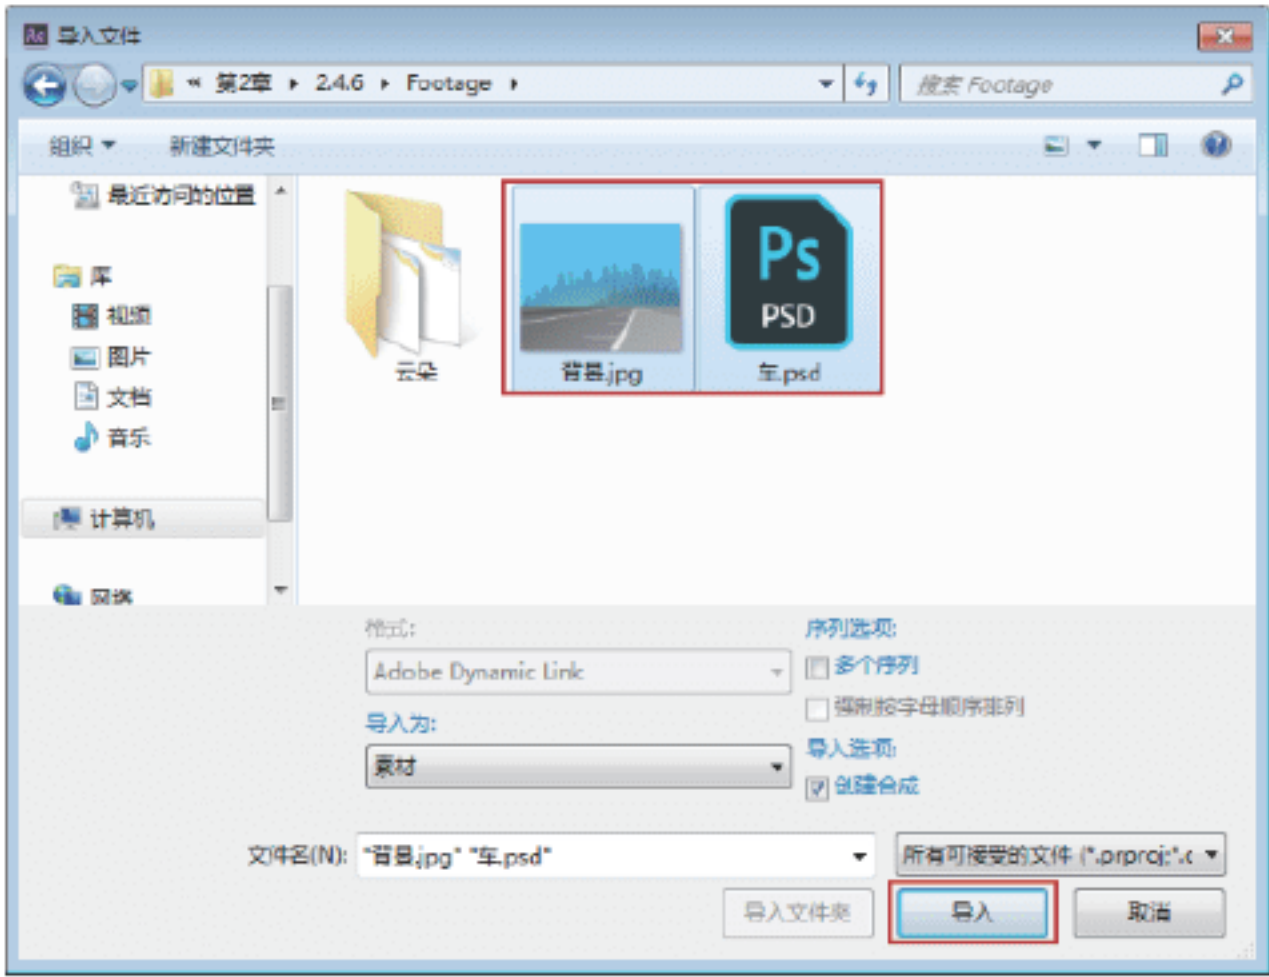 Ae 导入文件
« 第2章 ▸ 2.4.6 ▸ Footage ▸
搜索 Footage
组织 新建文件夹
最近访问的位置
库
视频
图片
文档
音乐
计算机
网络
Ps
PSD
云朵
背景.jpg
车.psd
格式:
Adobe Dynamic Link
导入为:
素材
序列选项:
多个序列
强制按字母顺序排列
导入选项:
创建合成
文件名(N): "背景.jpg" "车.psd"
所有可接受的文件 (*.prproj;*.c
导入文件夹 导入 取消